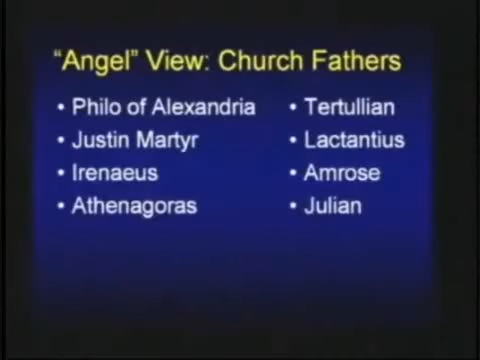 "Angel" View: Church Fathers
• Philo of Alexandria
• Justin Martyr
• Irenaeus
• Athenagoras
• Tertullian
• Lactantius
• Amrose
• Julian